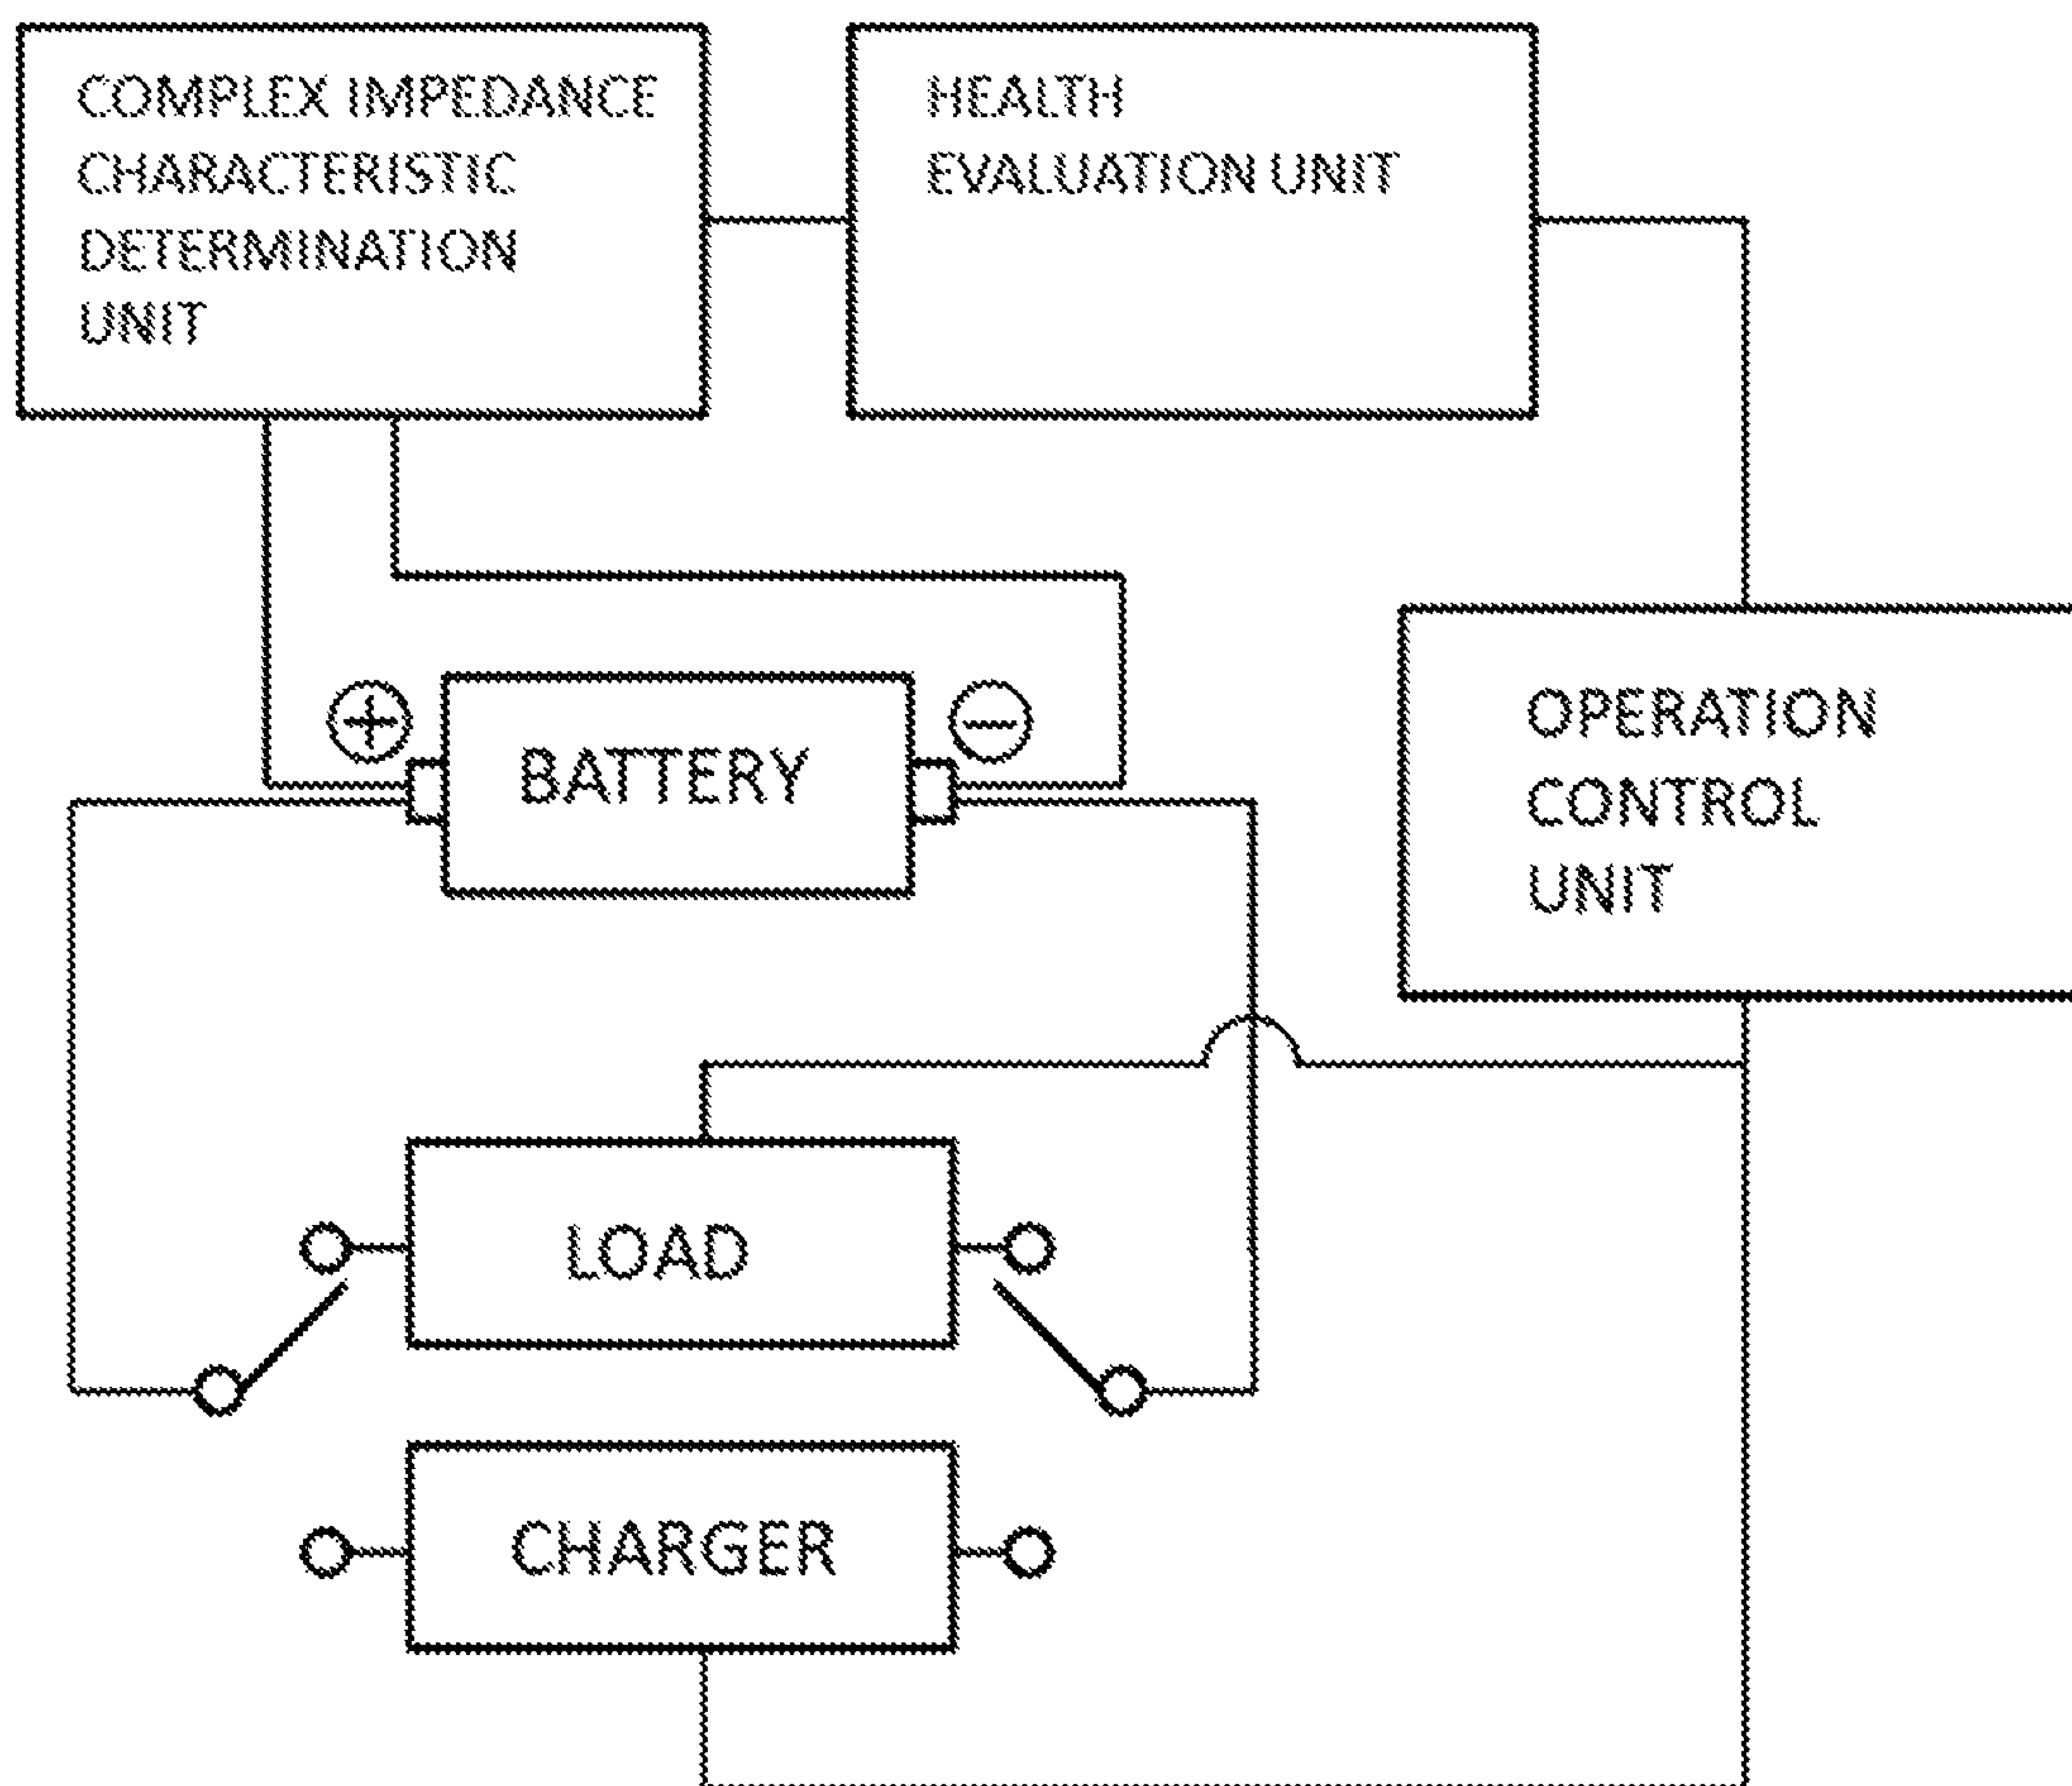 COMPLEX IMPEDANCE
CHARACTERISTIC
DETERMINATION
UNIT
HEALTH
EVALUATION UNIT
+
BATTERY
−
OPERATION
CONTROL
UNIT
LOAD
CHARGER